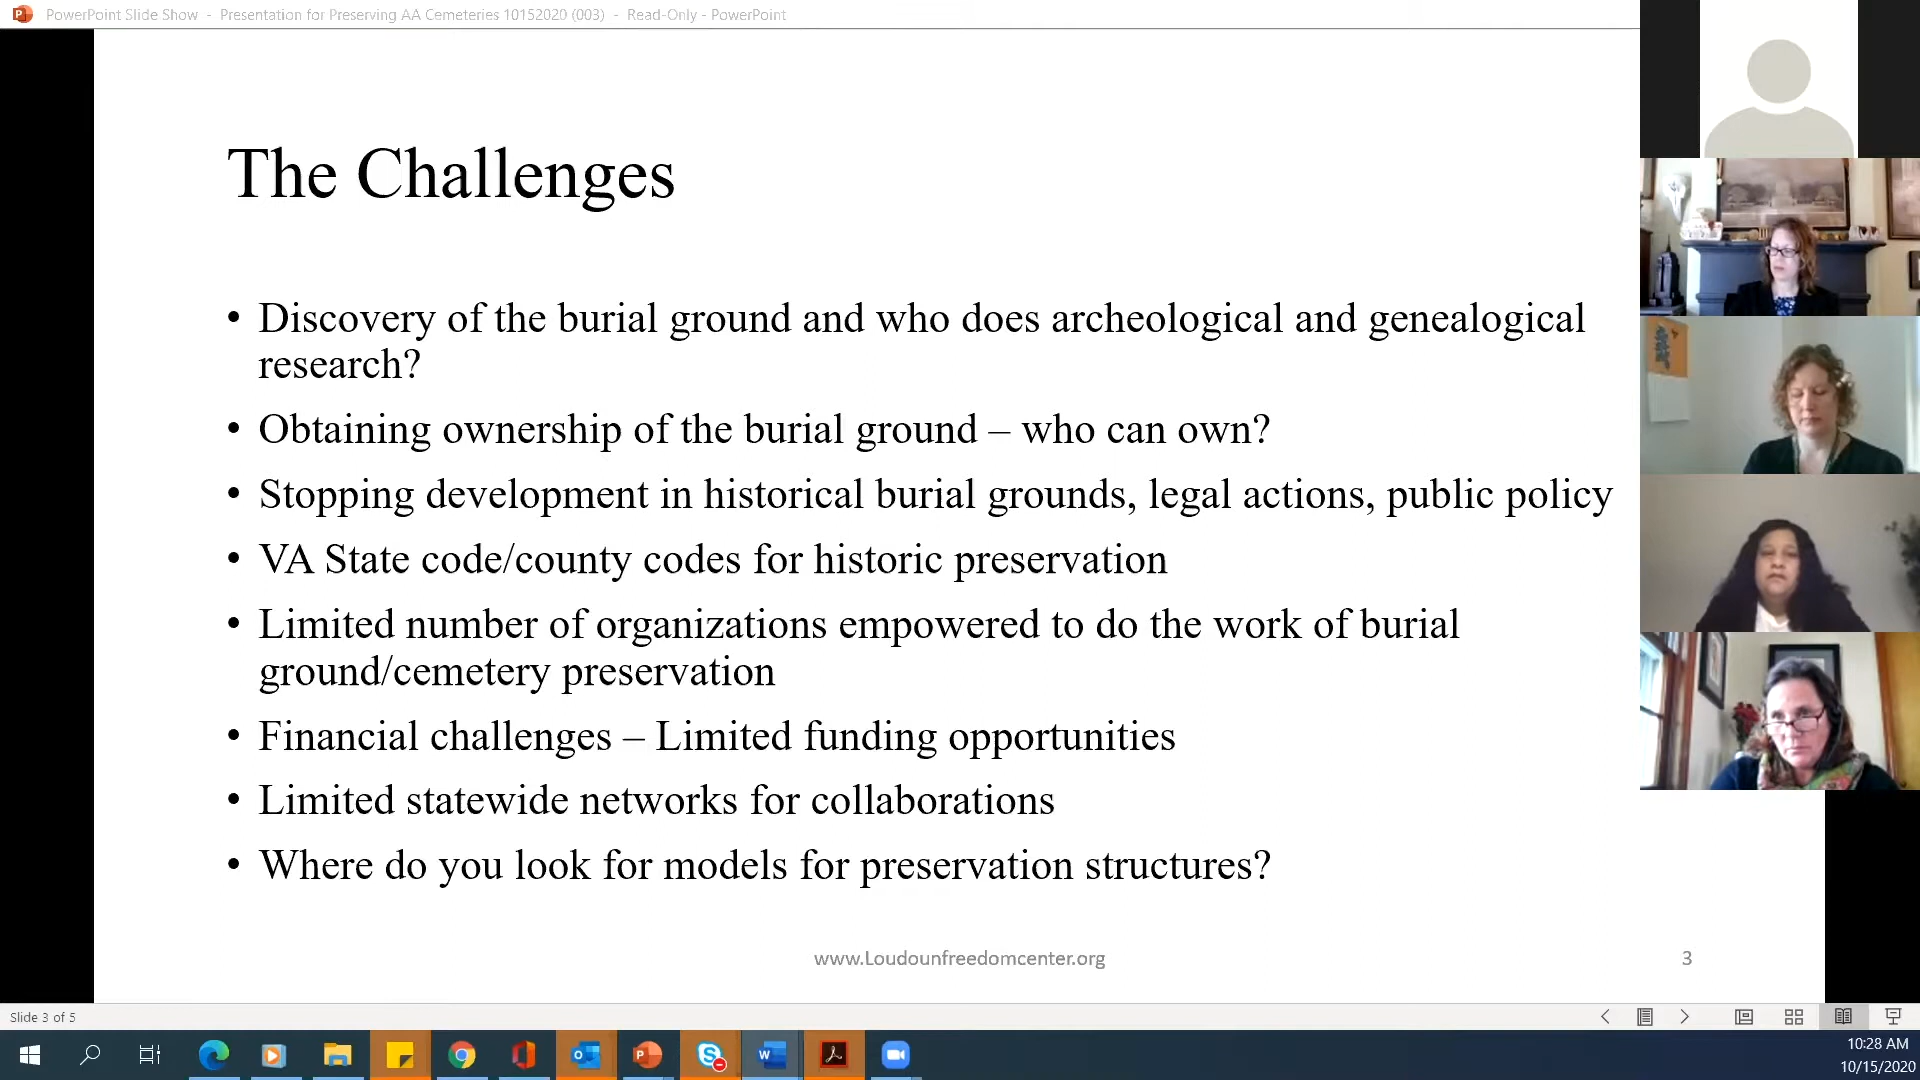 PowerPoint Slide Show - Presentation for Preserving AA Cemeteries 10152020 (003) - Read-Only - PowerPoint
The Challenges
• Discovery of the burial ground and who does archeological and genealogical
research?
• Obtaining ownership of the burial ground – who can own?
• Stopping development in historical burial grounds, legal actions, public policy
• VA State code/county codes for historic preservation
• Limited number of organizations empowered to do the work of burial
ground/cemetery preservation
• Financial challenges – Limited funding opportunities
• Limited statewide networks for collaborations
• Where do you look for models for preservation structures?
www.Loudounfreedomcenter.org
3
Slide 3 of 5
10:28 AM
10/15/2020